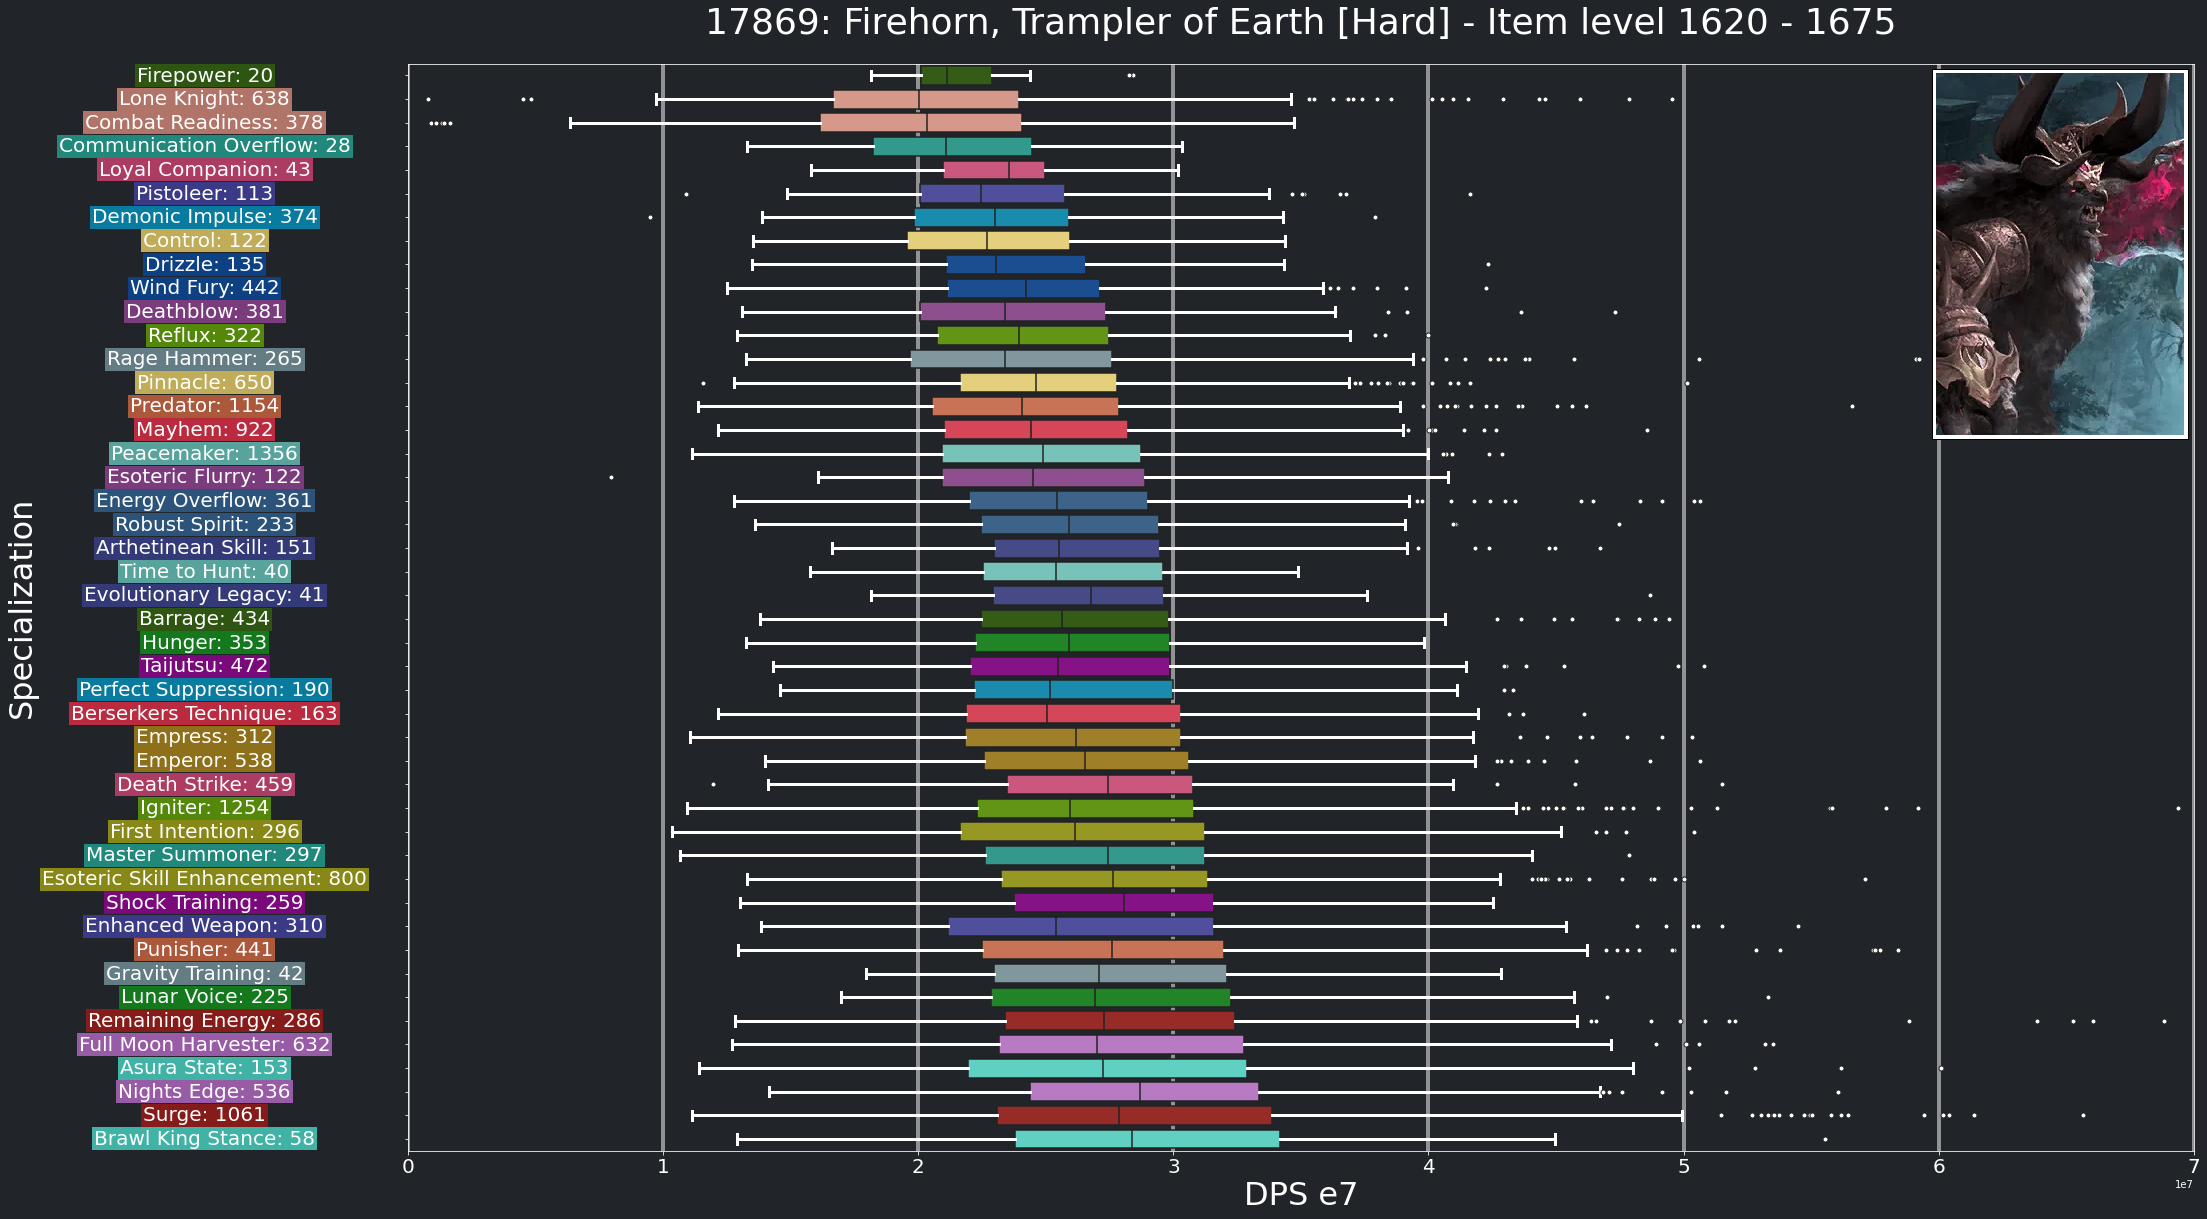 17869: Firehorn, Trampler of Earth [Hard] - Item level 1620 - 1675
Specialization
Firepower: 20
Lone Knight: 638
Combat Readiness: 378
Communication Overflow: 28
Loyal Companion: 43
Pistoleer: 113
Demonic Impulse: 374
Control: 122
Drizzle: 135
Wind Fury: 442
Deathblow: 381
Reflux: 322
Rage Hammer: 265
Pinnacle: 650
Predator: 1154
Mayhem: 922
Peacemaker: 1356
Esoteric Flurry: 122
Energy Overflow: 361
Robust Spirit: 233
Arthetinean Skill: 151
Time to Hunt: 40
Evolutionary Legacy: 41
Barrage: 434
Hunger: 353
Taijutsu: 472
Perfect Suppression: 190
Berserkers Technique: 163
Empress: 312
Emperor: 538
Death Strike: 459
Igniter: 1254
First Intention: 296
Master Summoner: 297
Esoteric Skill Enhancement: 800
Shock Training: 259
Enhanced Weapon: 310
Punisher: 441
Gravity Training: 42
Lunar Voice: 225
Remaining Energy: 286
Full Moon Harvester: 632
Asura State: 153
Nights Edge: 536
Surge: 1061
Brawl King Stance: 58
0 1 2 3 4 5 6 7
1e7
DPS e7